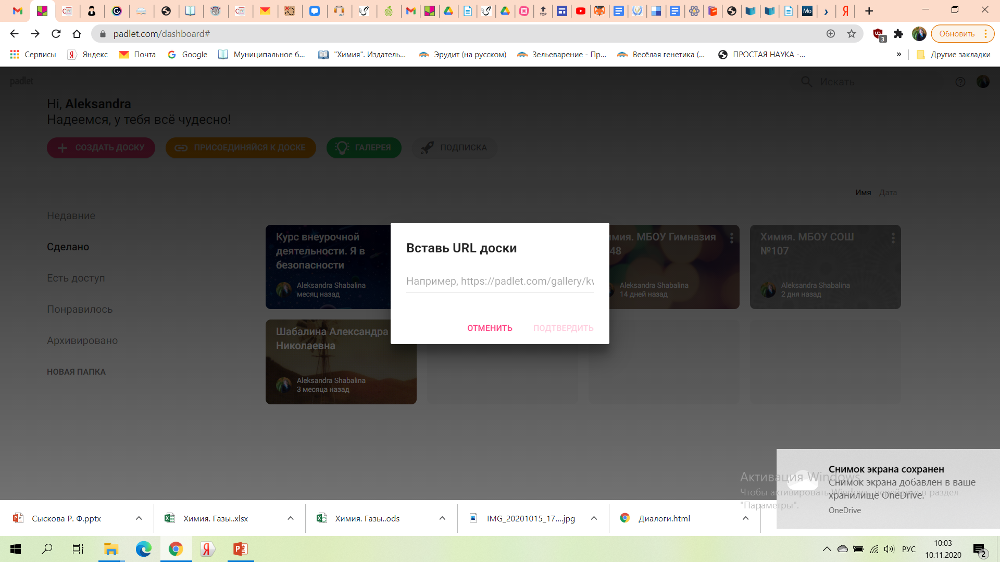 padlet.com/dashboard#
3
Обновить
Сервисы
Яндекс
Почта
Google
Муниципальное б...
"Химия". Издатель...
Эрудит (на русском)
Зельеварение - Пр...
Весёлая генетика (...
ПРОСТАЯ НАУКА -...
»
Другие закладки
padlet
Искать
Hi, Aleksandra
Надеемся, у тебя всё чудесно!
СОЗДАТЬ ДОСКУ
ПРИСОЕДИНЯЙСЯ К ДОСКЕ
ГАЛЕРЕЯ
ПОДПИСКА
Имя
Дата
Недавние
Сделано
Есть доступ
Понравилось
Архивировано
НОВАЯ ПАПКА
Курс внеурочной
деятельности. Я в
безопасности
Aleksandra Shabalina
месяц назад
имия. МБОУ Гимназия
48
Aleksandra Shabalina
14 дней назад
Химия. МБОУ СОШ
№107
Aleksandra Shabalina
2 дня назад
Шабалина Александра
Николаевна
Aleksandra Shabalina
3 месяца назад
Вставь URL доски
Например, https://padlet.com/gallery/kv
ОТМЕНИТЬ
ПОДТВЕРДИТЬ
Активация Windows
Чтобы активировать Windows, перейдите в раздел
"Параметры".
Снимок экрана сохранен
Снимок экрана добавлен в ваше
хранилище OneDrive.
OneDrive
Сыскова Р. Ф.pptx
Химия. Газы..xlsx
Химия. Газы..ods
IMG_20201015_17....jpg
Диалоги.html
РУС
10:03
10.11.2020
2